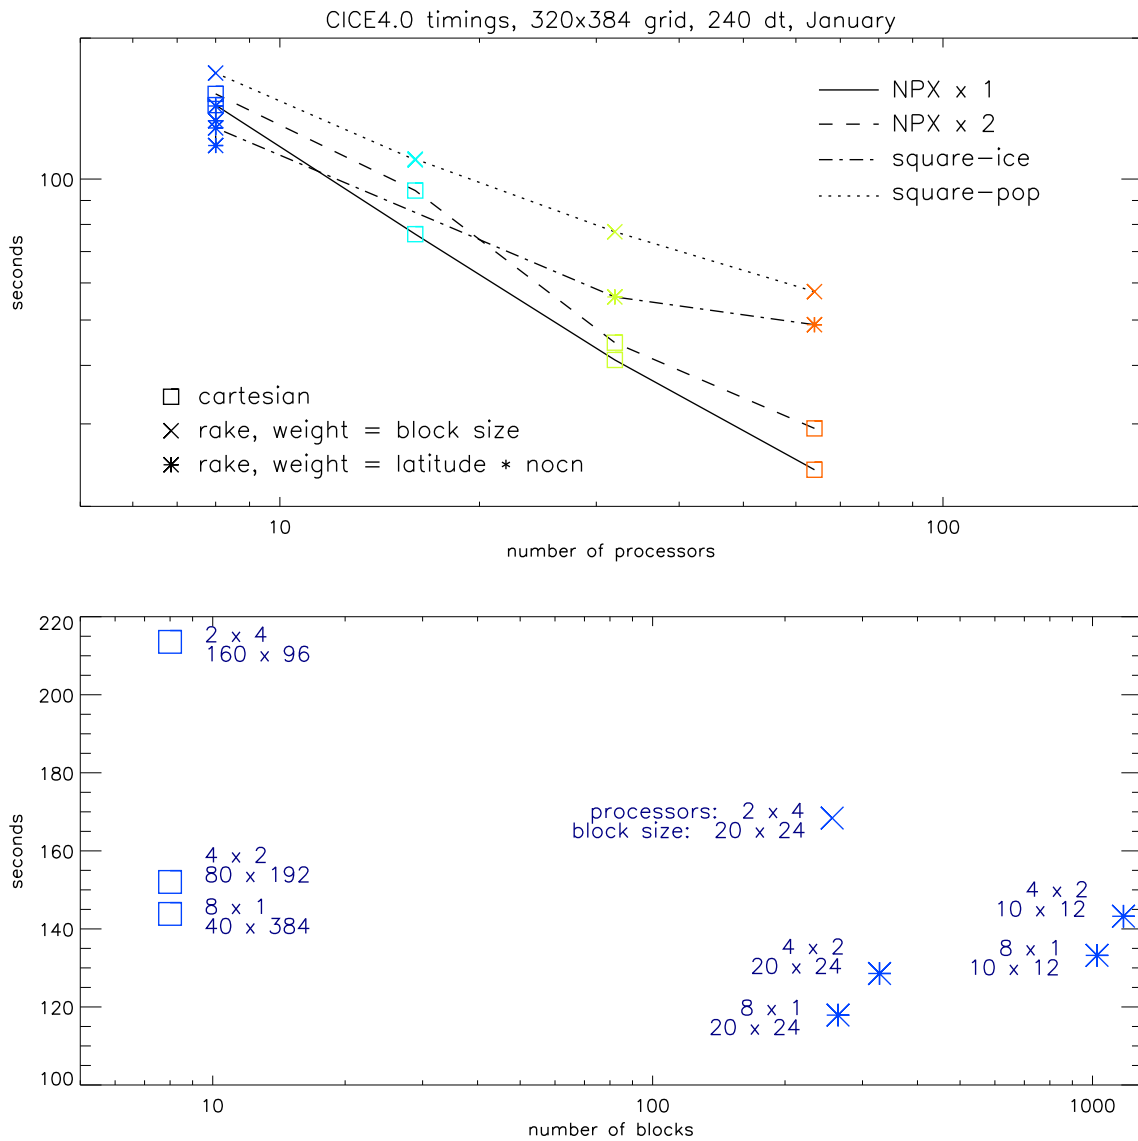 CICE4.0 timings, 320x384 grid, 240 dt, January
NPX x 1
NPX x 2
square-ice
square-pop
100
seconds
cartesian
rake, weight = block size
rake, weight = latitude * nocn
10
100
number of processors
220
200
180
160
140
120
100
seconds
2 x 4
160 x 96
processors: 2 x 4
block size: 20 x 24
4 x 2
80 x 192
8 x 1
40 x 384
4 x 2
10 x 12
4 x 2
20 x 24
8 x 1
10 x 12
8 x 1
20 x 24
10
100
1000
number of blocks